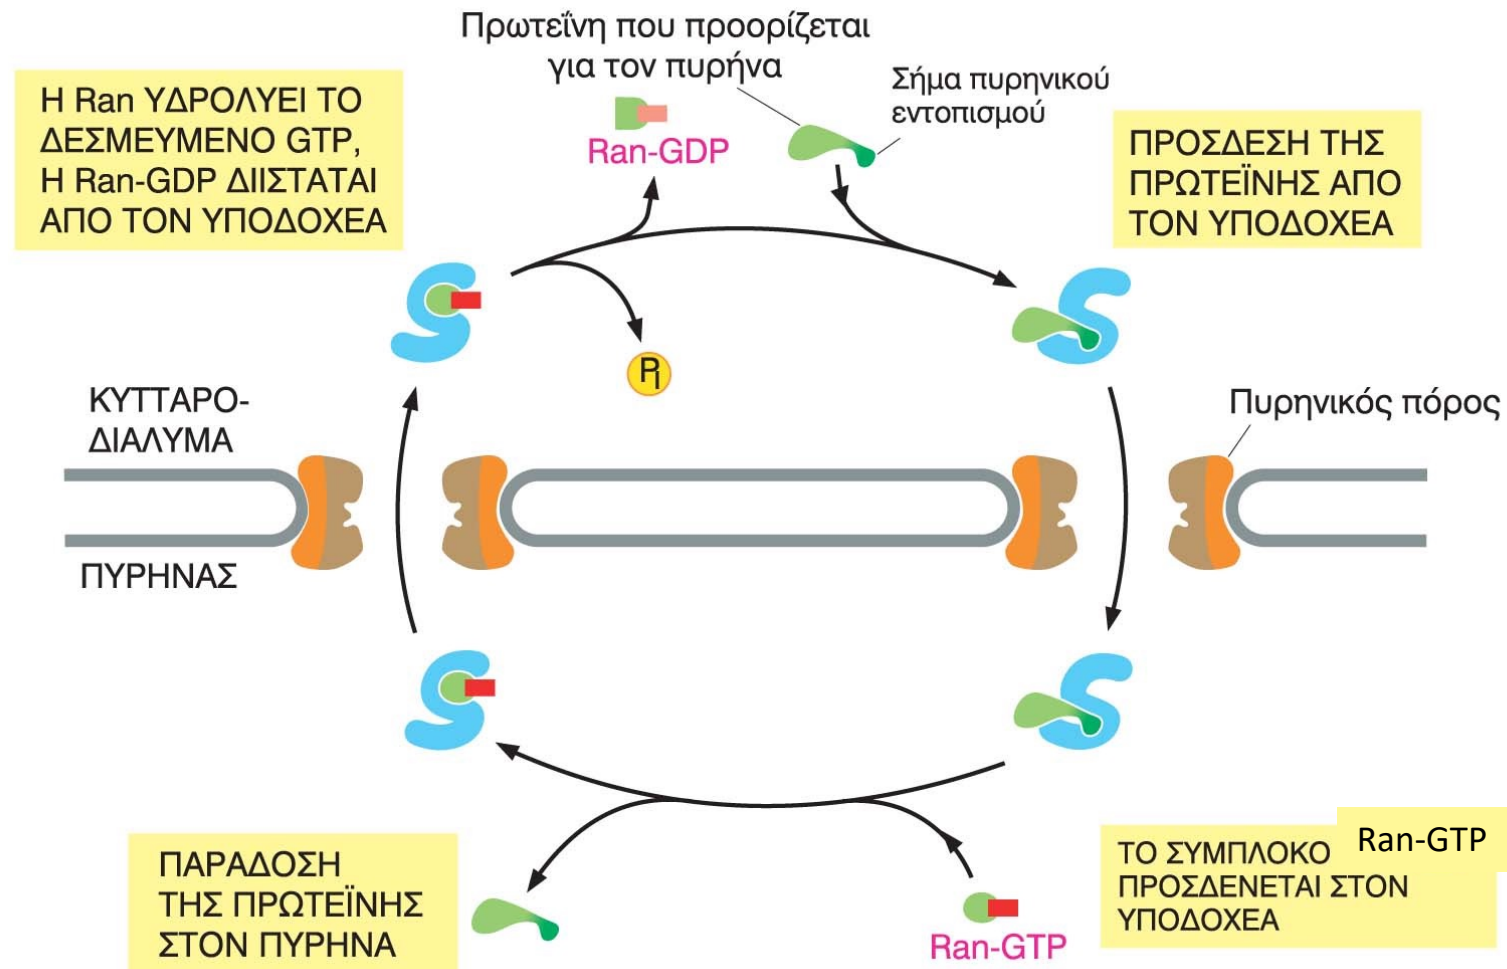 Πρωτεΐνη που προορίζεται
για τον πυρήνα
Σήμα πυρηνικού
εντοπισμού
Η Ran ΥΔΡΟΛΥΕΙ ΤΟ
ΔΕΣΜΕΥΜΕΝΟ GTP,
Η Ran-GDP ΔΙΙΣΤΑΤΑΙ
ΑΠΟ ΤΟΝ ΥΠΟΔΟΧΕΑ
Ran-GDP
ΠΡΟΣΔΕΣΗ ΤΗΣ
ΠΡΩΤΕΪΝΗΣ ΑΠΟ
ΤΟΝ ΥΠΟΔΟΧΕΑ
Pi
ΚΥΤΤΑΡΟ-
ΔΙΑΛΥΜΑ
Πυρηνικός πόρος
ΠΥΡΗΝΑΣ
ΠΑΡΑΔΟΣΗ
ΤΗΣ ΠΡΩΤΕΪΝΗΣ
ΣΤΟΝ ΠΥΡΗΝΑ
Ran-GTP
ΤΟ ΣΥΜΠΛΟΚΟ Ran-GTP
ΠΡΟΣΔΕΝΕΤΑΙ ΣΤΟΝ
ΥΠΟΔΟΧΕΑ